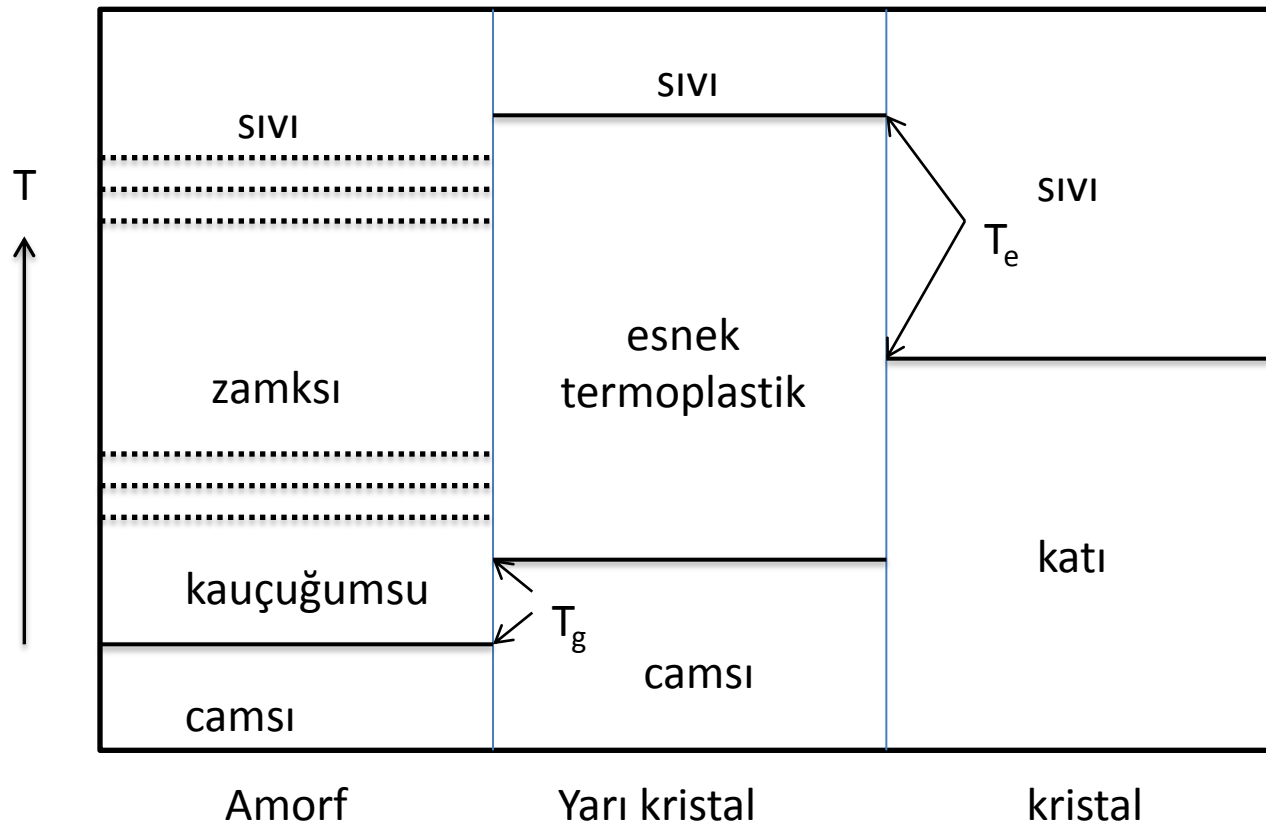 sıvı
sıvı
T
sıvı
T_e
esnek
termoplastik
zamksı
katı
kauçuğumsu
T_g
camsı
camsı
Amorf
Yarı kristal
kristal